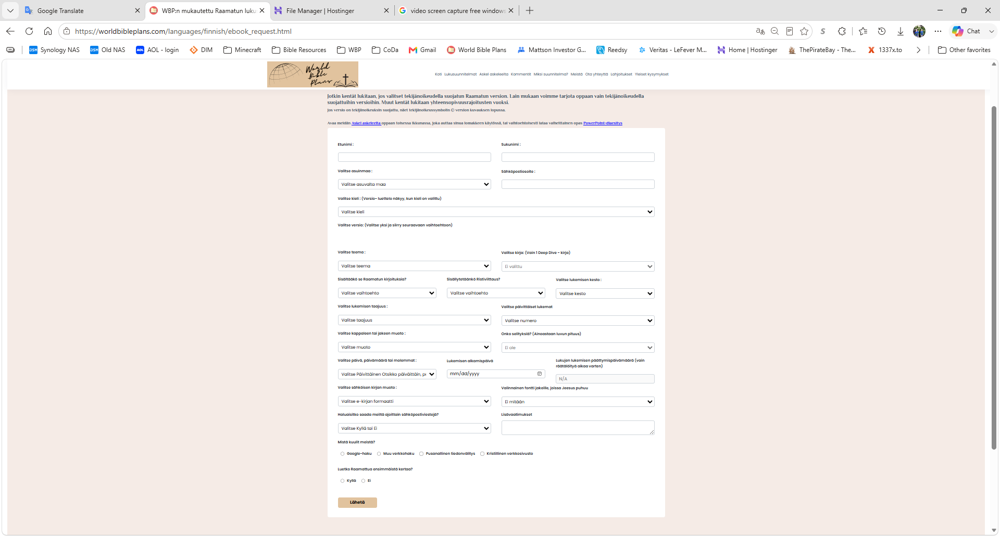 Google Translate
WBP:n mukautettu Raamatun luku
File Manager | Hostinger
video screen capture free windows
https://worldbibleplans.com/languages/finnish/ebook_request.html
Chat
Synology NAS
Old NAS
AOL - login
DIM
Minecraft
Bible Resources
WBP
CoDa
Gmail
World Bible Plans
Mattson Investor G...
Reedsy
Veritas - LeFever M...
Home | Hostinger
ThePirateBay - The...
1337x.to
Other favorites
World
Bible
Plans
Koti Lukusuunnitelmat Askel askeleelta Kommentit Miksi suunnitelma? Meistä Ota yhteyttä Lahjoitukset Yleiset kysymykset
Jotkin kentät lukitaan, jos valitset tekijänoikeudella suojatun Raamatun version. Lain mukaan voimme tarjota oppaan vain tekijänoikeudella
suojattuihin versioihin. Muut kentät lukitaan yhteensopivuusrajoitusten vuoksi.
Jos versio on tekijänoikeuksin suojattu, näet tekijänoikeussymbolin © version kuvauksen lopussa.
Avaa meidän Askel askeleelta oppaan toisessa ikkunassa, joka auttaa sinua lomakkeen käytössä, tai vaihtoehtoisesti lataa vaiheittainen opas PowerPoint-diaesitys
Etunimi :
Sukunimi :
Valitse asuinmaa :
Sähköpostiosoite :
Valitse asuvalta maa
Valitse kieli : (Versio- luettelo näkyy, kun kieli on valittu)
Valitse kieli
Valitse versio: (Valitse yksi ja siirry seuraavaan vaihtoehtoon)
Valitse teema :
Valitse kirja: (Vain 1 Deep Dive - kirja)
Valitse teema
Ei valittu
Sisältääkö se Raamatun kirjoituksia?
Sisällytetäänkö Ristiviittaus?
Valitse lukemisen kesto :
Valitse vaihtoehto
Valitse vaihtoehto
Valitse kesto
Valitse lukemisen taajuus :
Valitse päivittäiset lukemat
Valitse taajuus
Valitse numero
Valitse kappaleen tai jakeen muoto :
Onko selityksiä? (Ainoastaan luvun pituus)
Valitse muoto
Ei ole
Valitse päivä, päivämäärä tai molemmat :
Lukemisen alkamispäivä
Lukujen lukemisen päättymispäivämäärä (vain
räätälöityä aikaa varten)
Valitse Päivittäinen Otsikko päiväittäin, p
mm/dd/yyyy
N/A
Valitse sähköisen kirjan muoto :
Valinnainen fontti jakeille, joissa Jeesus puhuu
Valitse e-kirjan formaatti
Ei mitään
Haluaisitko saada meiltä ajoittain sähköpostiviestejä?
Lisävaatimukset
Valitse Kyllä tai Ei
Mistä kuulit meistä?
Google-haku
Muu verkkohaku
Pusanallinen tiedonvälitys
Kristillinen verkkosivusto
Luetko Raamattua ensimmäistä kertaa?
Kyllä
Ei
Lähetä